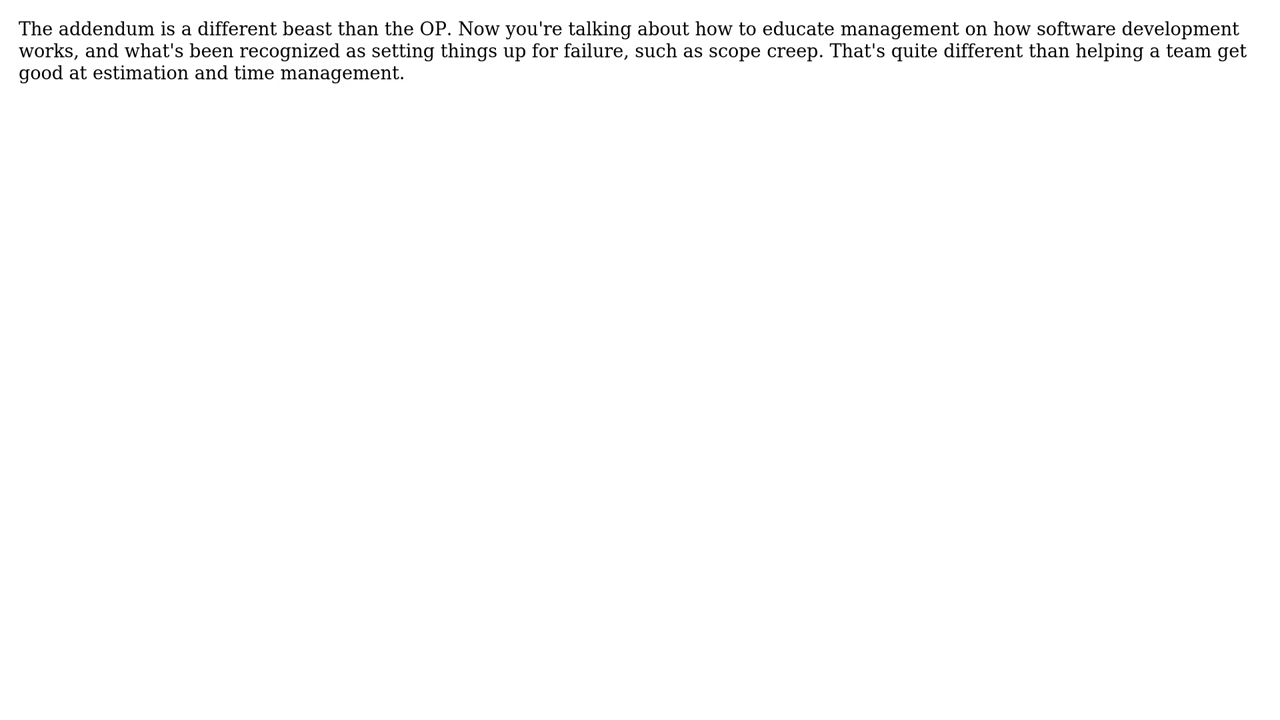 The addendum is a different beast than the OP. Now you're talking about how to educate management on how software development
works, and what's been recognized as setting things up for failure, such as scope creep. That's quite different than helping a team get
good at estimation and time management.